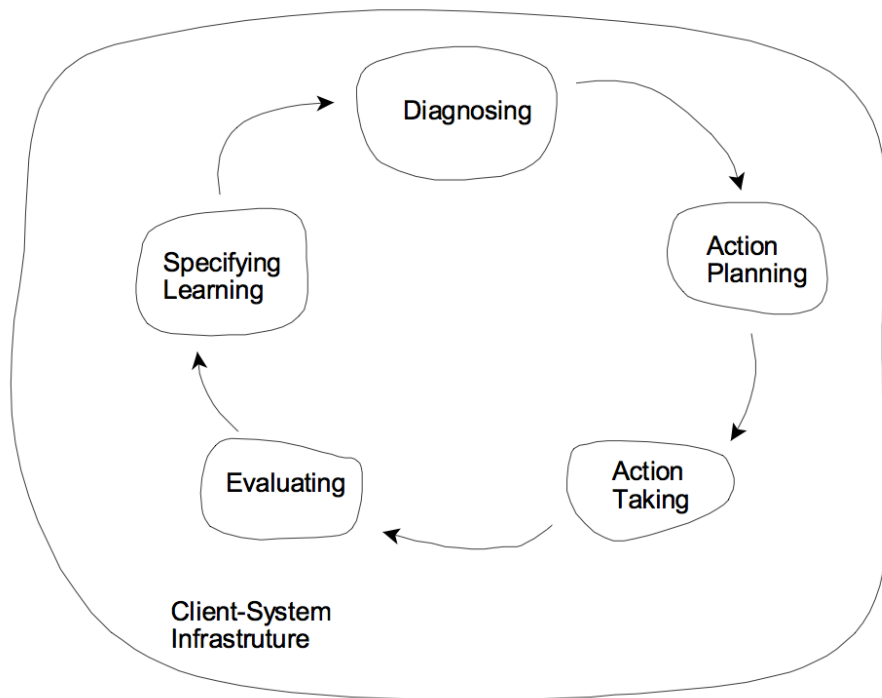 Diagnosing
Action
Planning
Action
Taking
Evaluating
Specifying
Learning
Client-System
Infrastruture